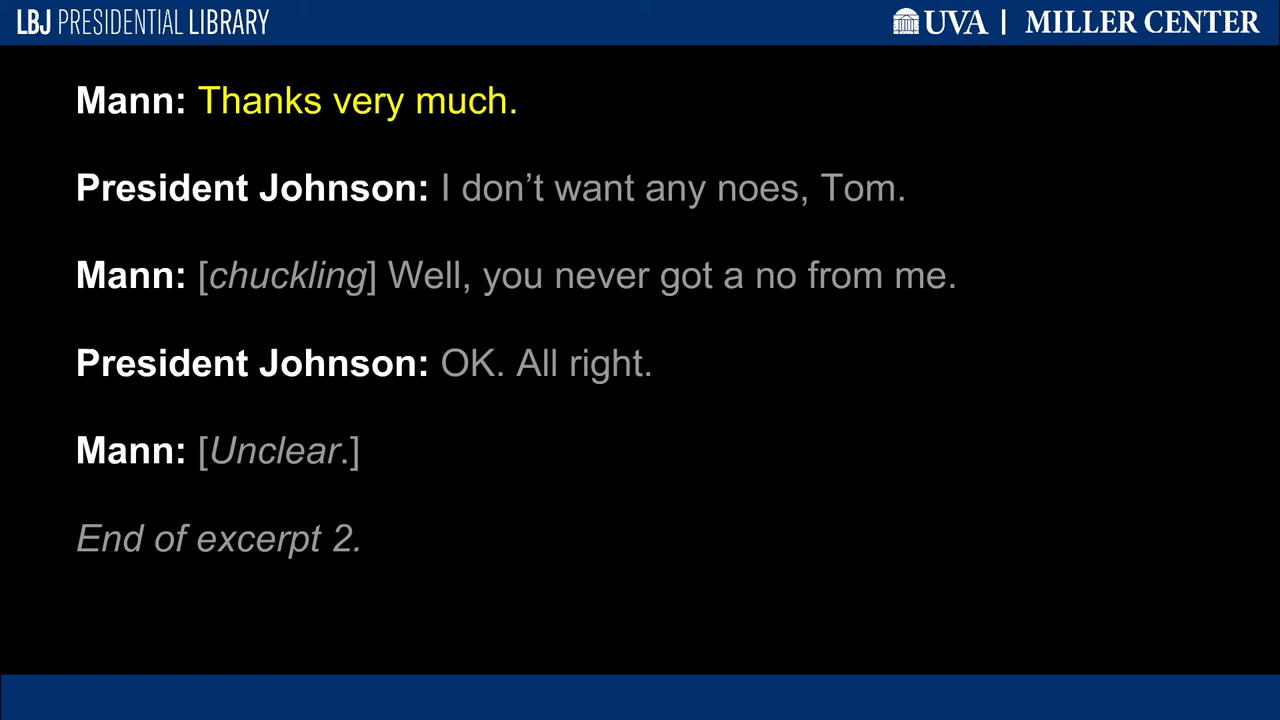 LBJ PRESIDENTIAL LIBRARY
UVA | MILLER CENTER
Mann: Thanks very much.
President Johnson: I don’t want any noes, Tom.
Mann: [chuckling] Well, you never got a no from me.
President Johnson: OK. All right.
Mann: [Unclear.]
End of excerpt 2.